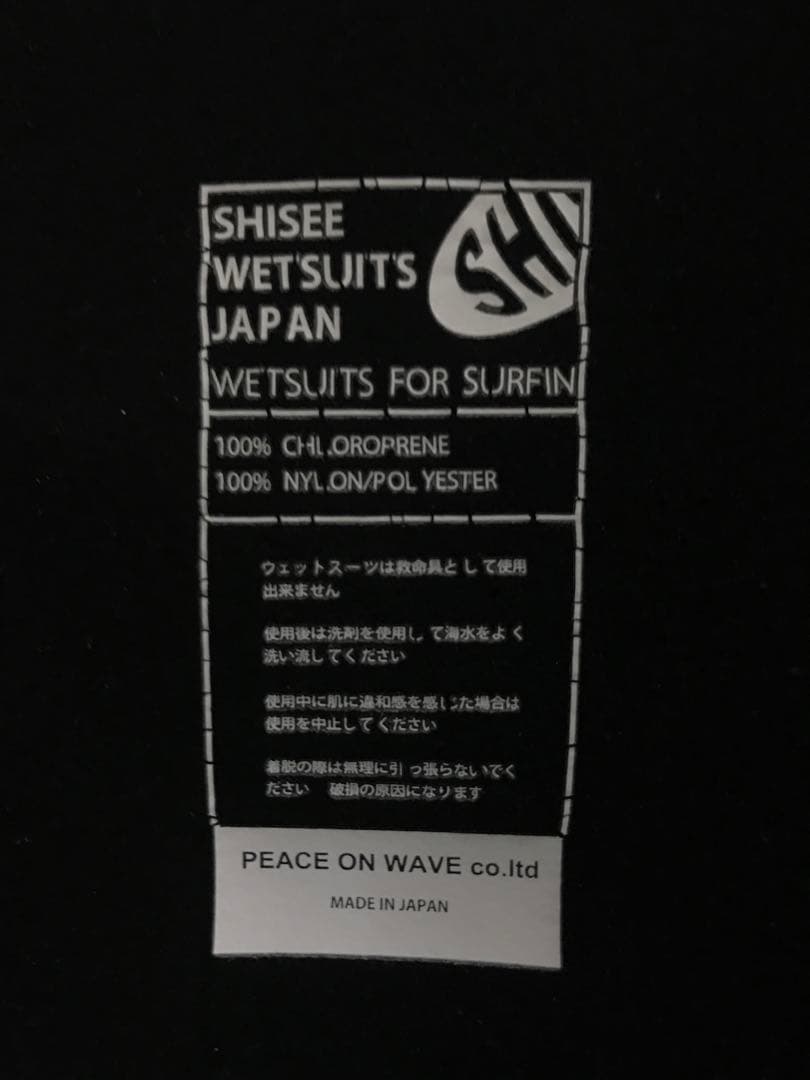 SHISEE
WETSUITS
JAPAN
SHI
WETSUITS FOR SURFIN
100% CHLOROPRENE
100% NYLON/POLYESTER
ウェットスーツは救命具として使用
出来ません
使用後は洗剤を使用して海水をよく
洗い流してください
使用中に肌に違和感を感じた場合は
使用を中止してください
着脱の際は無理に引っ張らないでく
ださい 破損の原因になります
PEACE ON WAVE co.ltd
MADE IN JAPAN